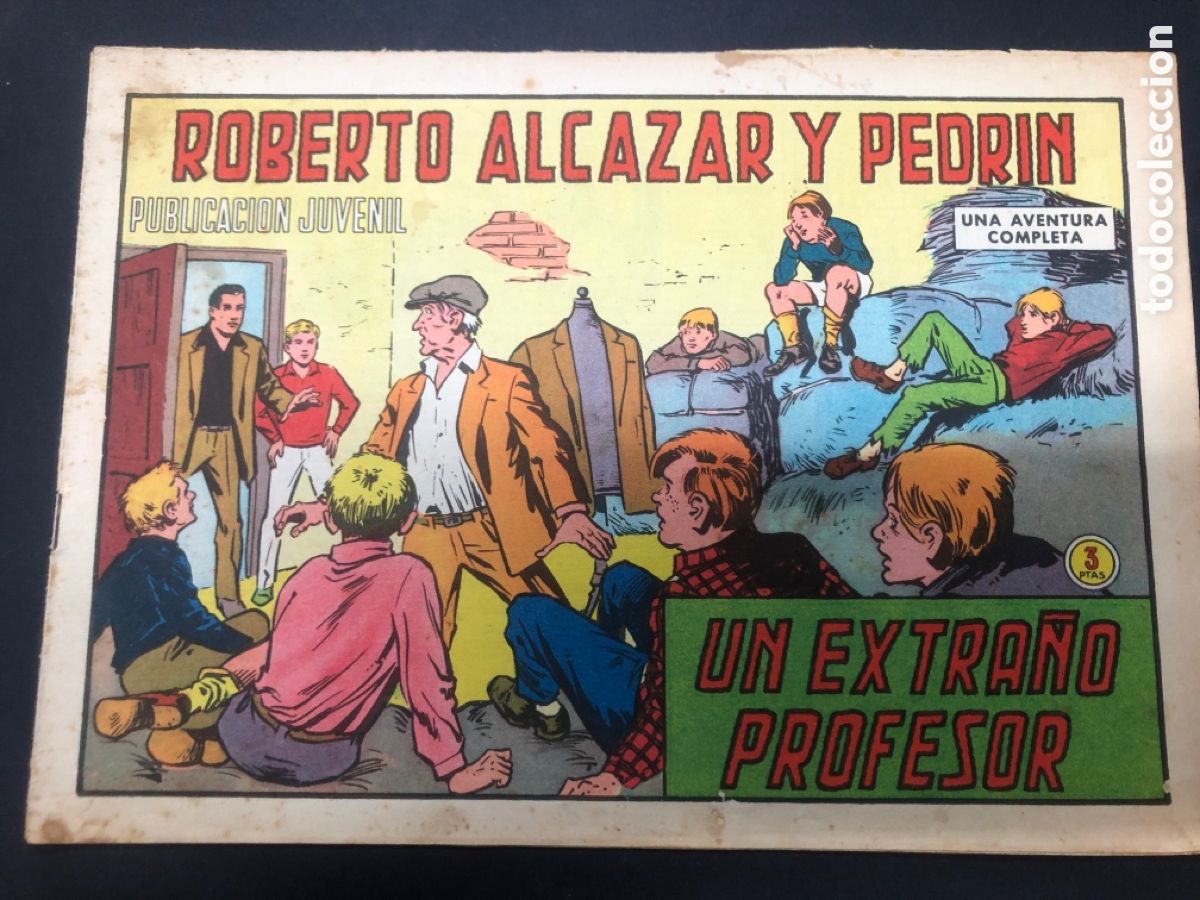 ROBERTO ALCAZAR Y PEDRIN
PUBLICACION JUVENIL
UNA AVENTURA
COMPLETA
3
PTAS
UN EXTRAÑO
PROFESOR
todocoleccion